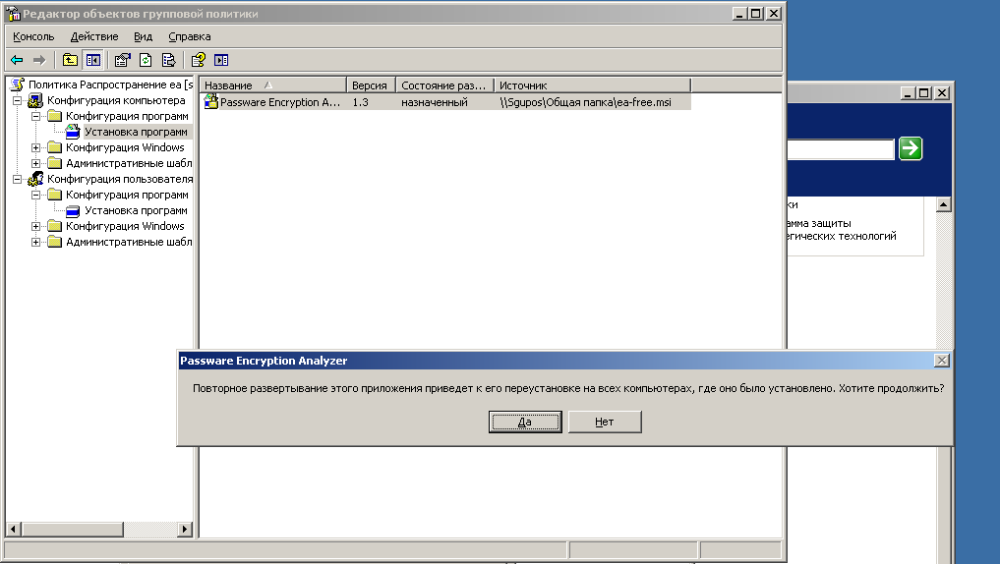 Редактор объектов групповой политики
Консоль Действие Вид Справка
Политика Распространение ea [s
Конфигурация компьютера
Конфигурация программ
Установка программ
Конфигурация Windows
Административные шабл
Конфигурация пользователя
Конфигурация программ
Установка программ
Конфигурация Windows
Административные шабл
Название Версия Состояние раз... Источник
Passware Encryption A... 1.3 назначенный \\Sgupos\Общая папка\ea-free.msi
ки
амма защиты
егических технологий
Passware Encryption Analyzer
Повторное развертывание этого приложения приведет к его переустановке на всех компьютерах, где оно было установлено. Хотите продолжить?
Да Нет